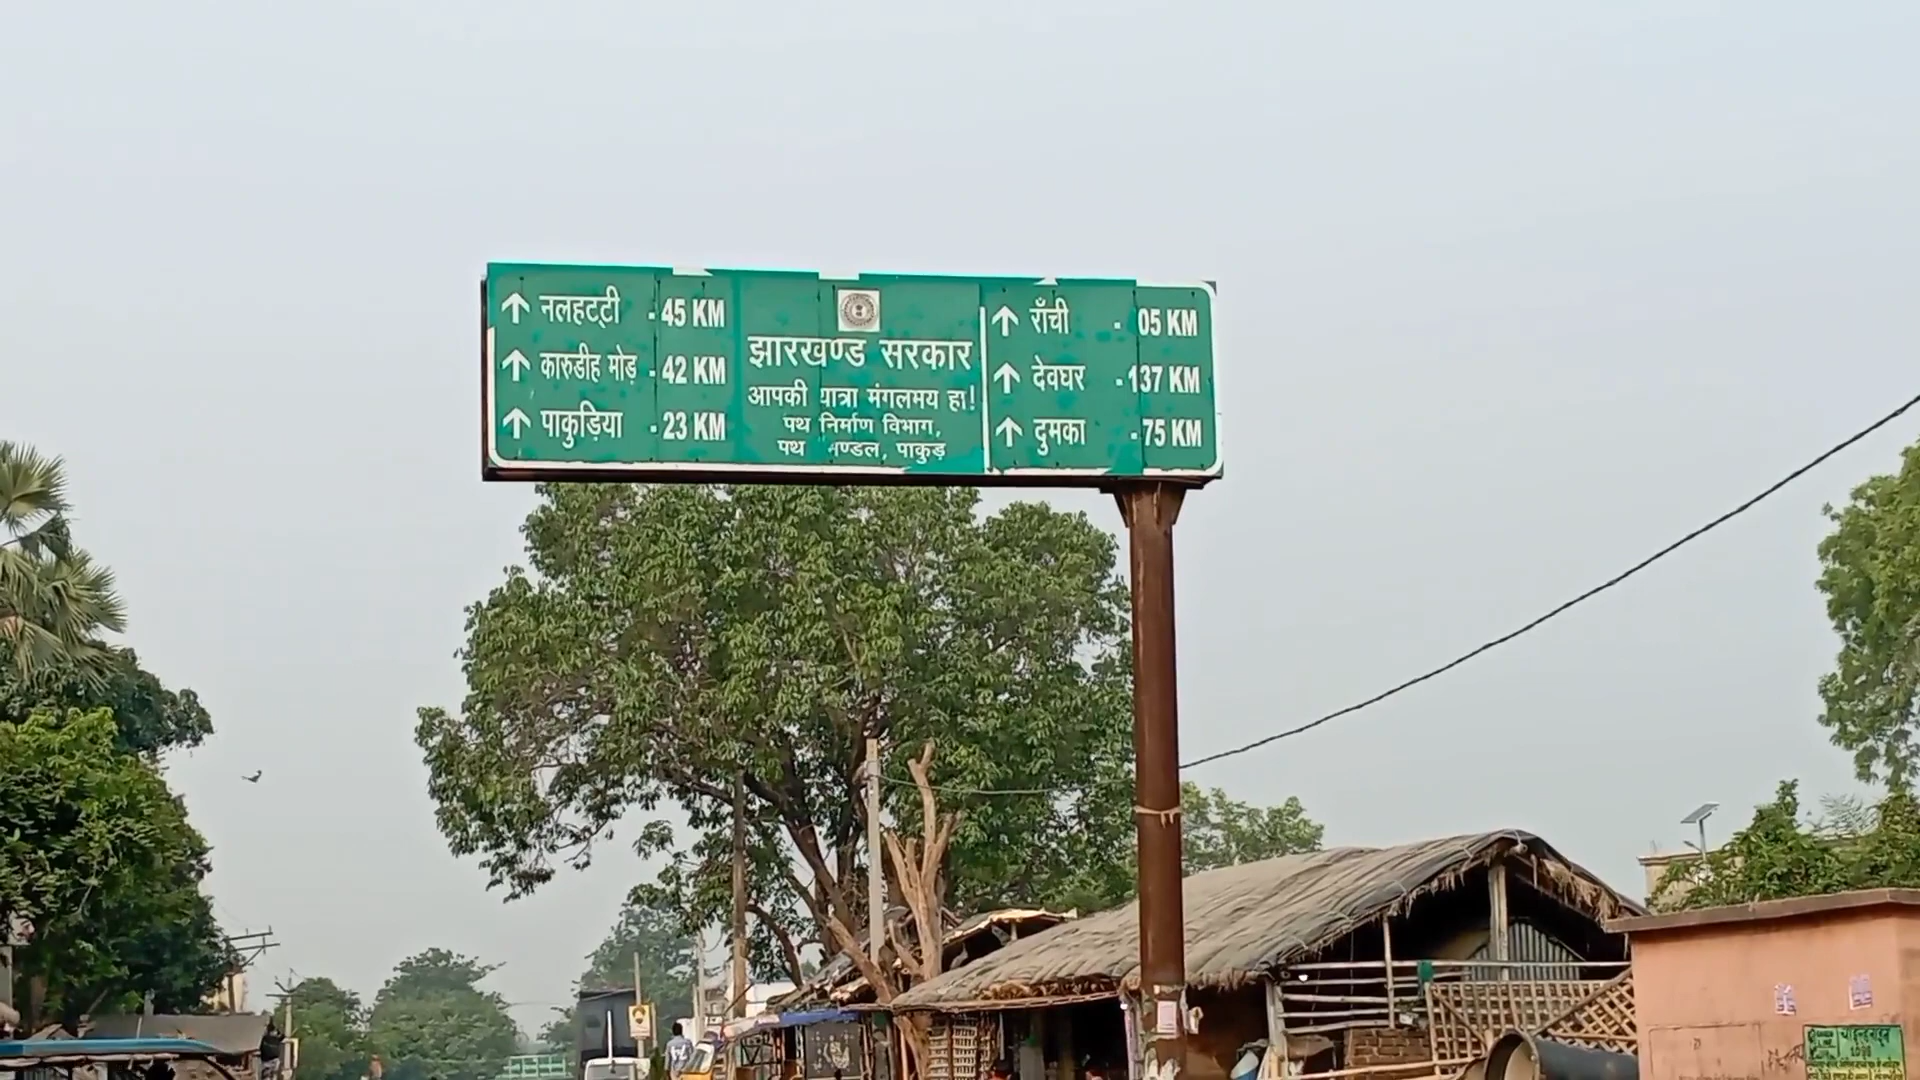 ↑ नलहट्टी - 45 KM
↑ कारुडीह मोड़ - 42 KM
↑ पाकुड़िया - 23 KM
झारखण्ड सरकार
आपकी यात्रा मंगलमय हा!
पथ निर्माण विभाग,
पथ मण्डल, पाकुड़
↑ राँची - 05 KM
↑ देवघर - 137 KM
↑ दुमका - 75 KM